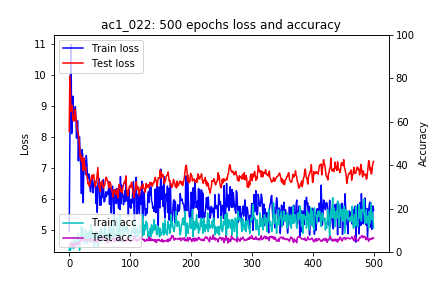 ac1_022: 500 epochs loss and accuracy
Train loss
Test loss
Train acc
Test acc
Loss
11
10
9
8
7
6
5
Accuracy
100
80
60
40
20
0
0
100
200
300
400
500